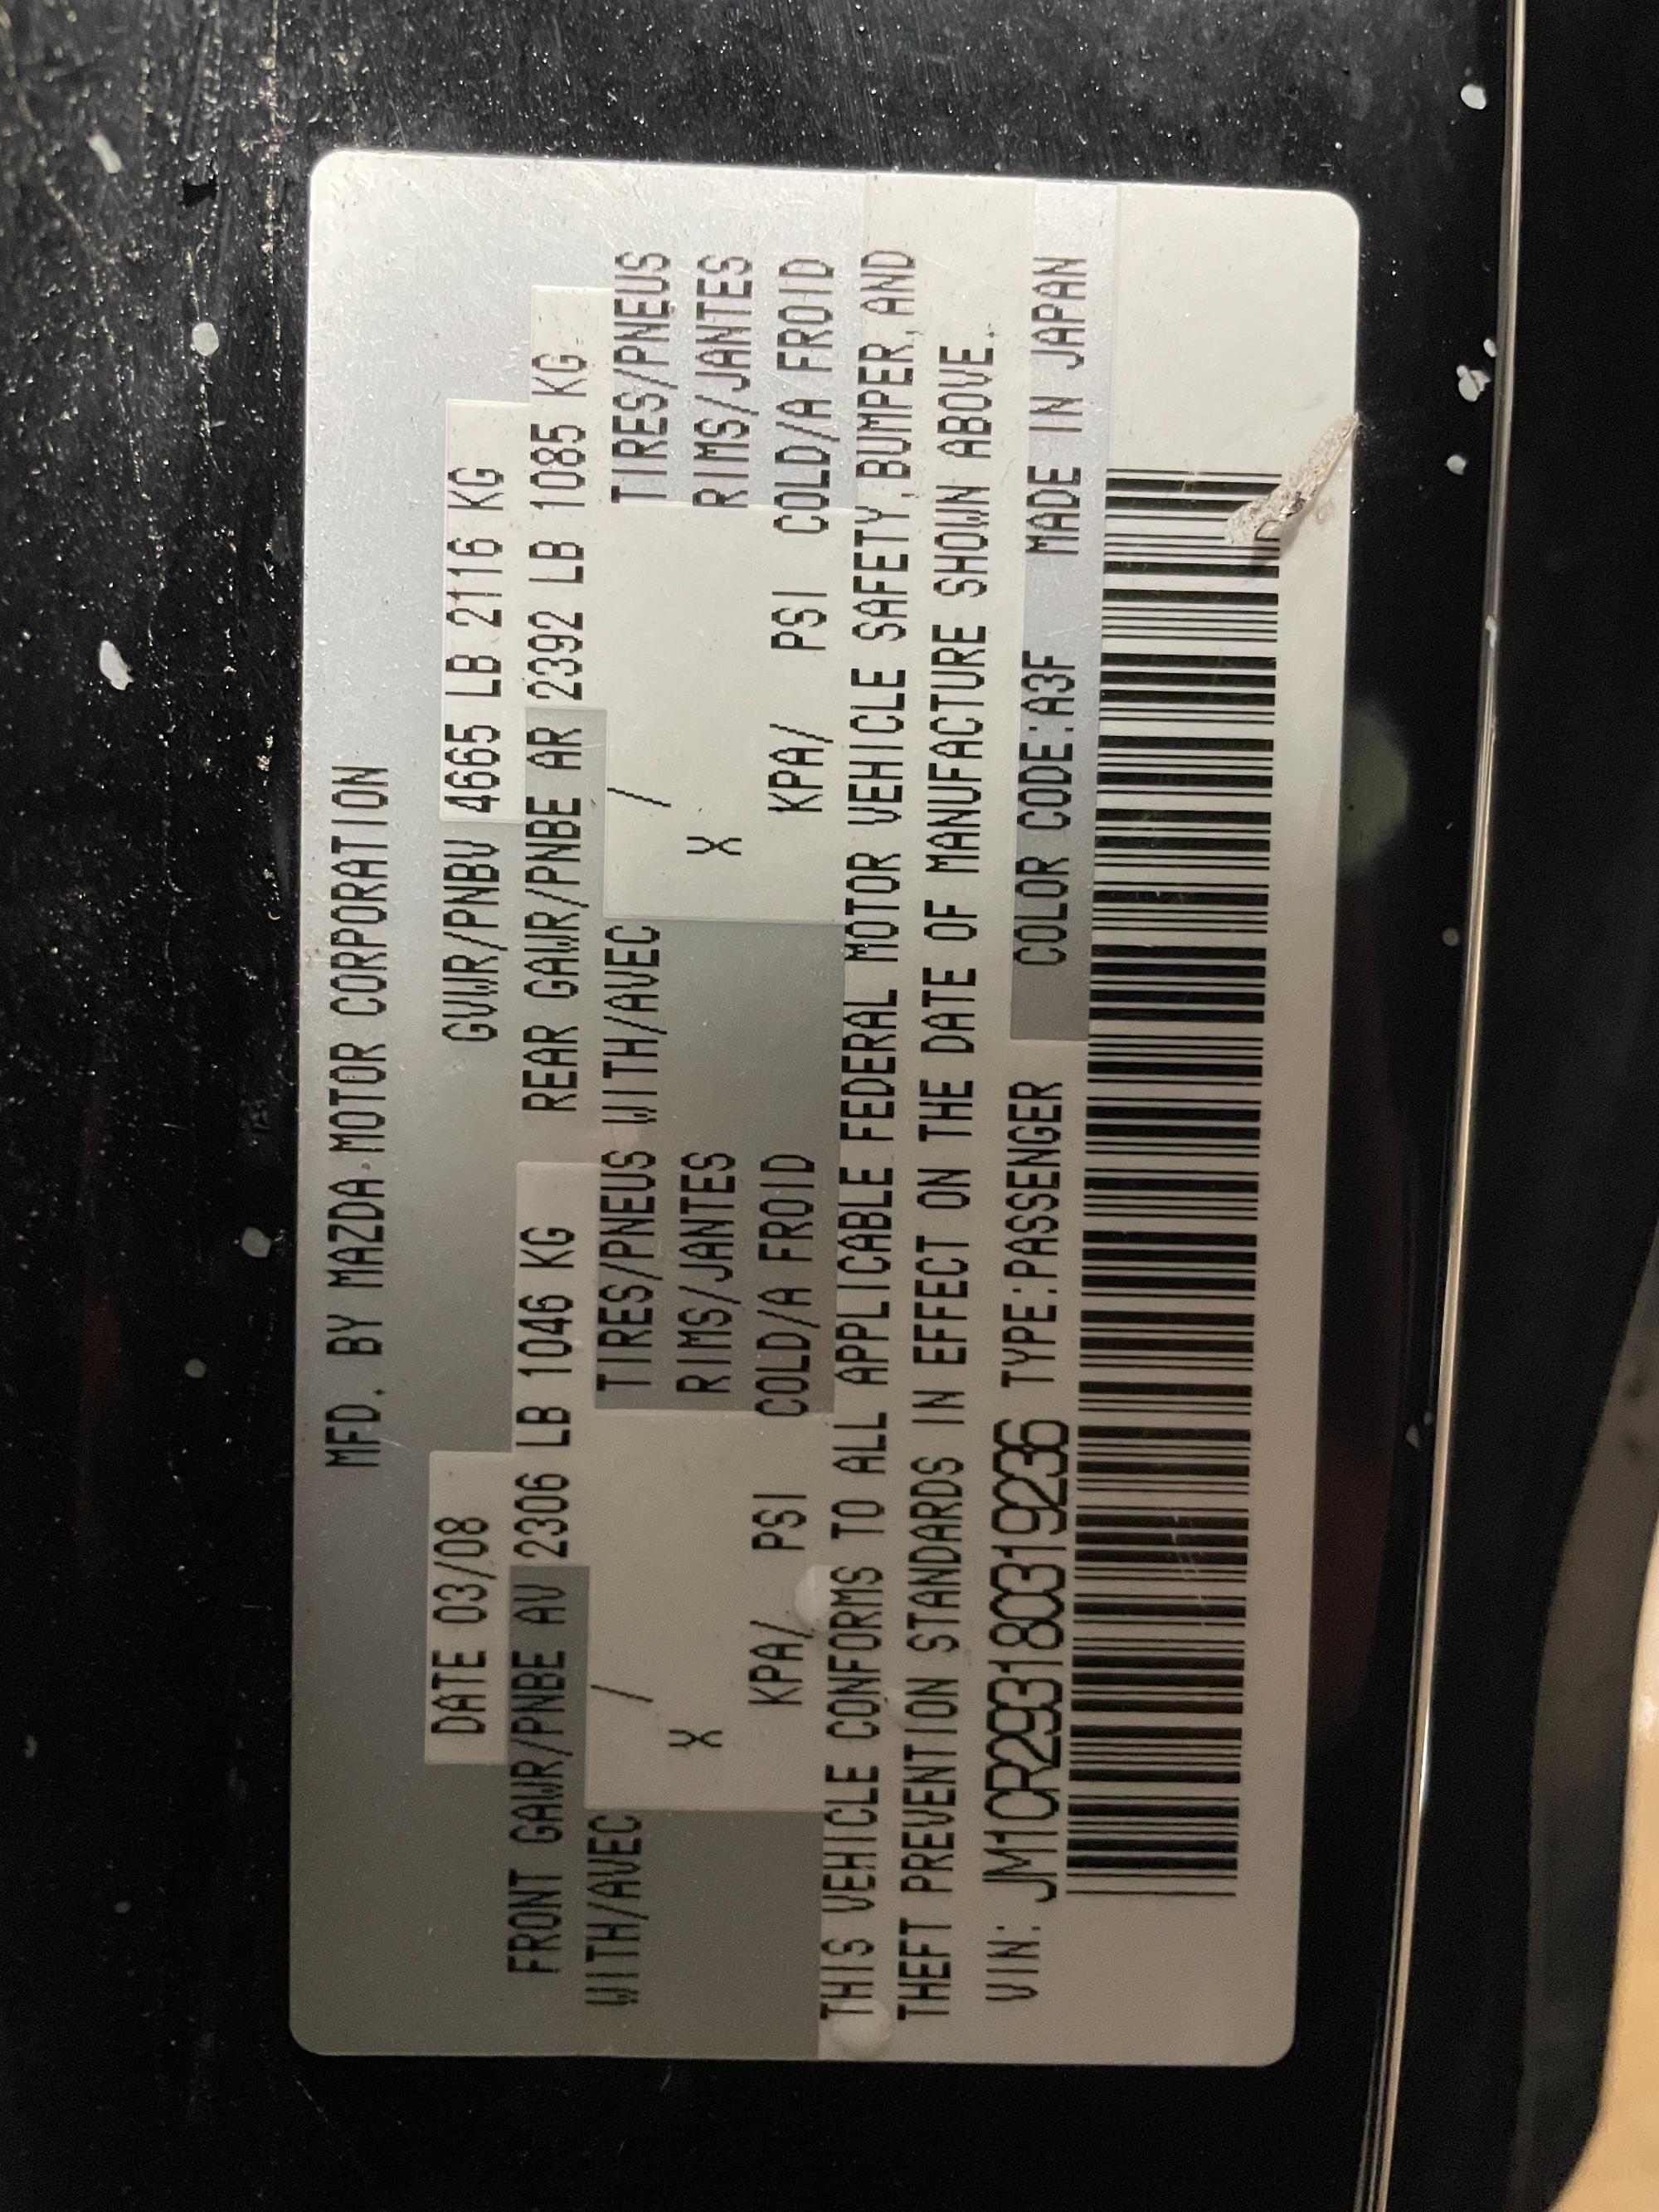 MFD. BY MAZDA MOTOR CORPORATION
DATE 03/08 GVWR/PNBV 4665 LB 2116 KG
FRONT GAWR/PNBE AV 2306 LB 1046 KG REAR GAWR/PNBE AR 2392 LB 1085 KG
WITH/AVEC / TIRES/PNEUS WITH/AVEC / TIRES/PNEUS
X RIMS/JANTES X RIMS/JANTES
KPA/ PSI COLD/A FROID KPA/ PSI COLD/A FROID
THIS VEHICLE CONFORMS TO ALL APPLICABLE FEDERAL MOTOR VEHICLE SAFETY,BUMPER,AND
THEFT PREVENTION STANDARDS IN EFFECT ON THE DATE OF MANUFACTURE SHOWN ABOVE.
VIN: JM1CR293180319236 TYPE:PASSENGER COLOR CODE:A3F MADE IN JAPAN